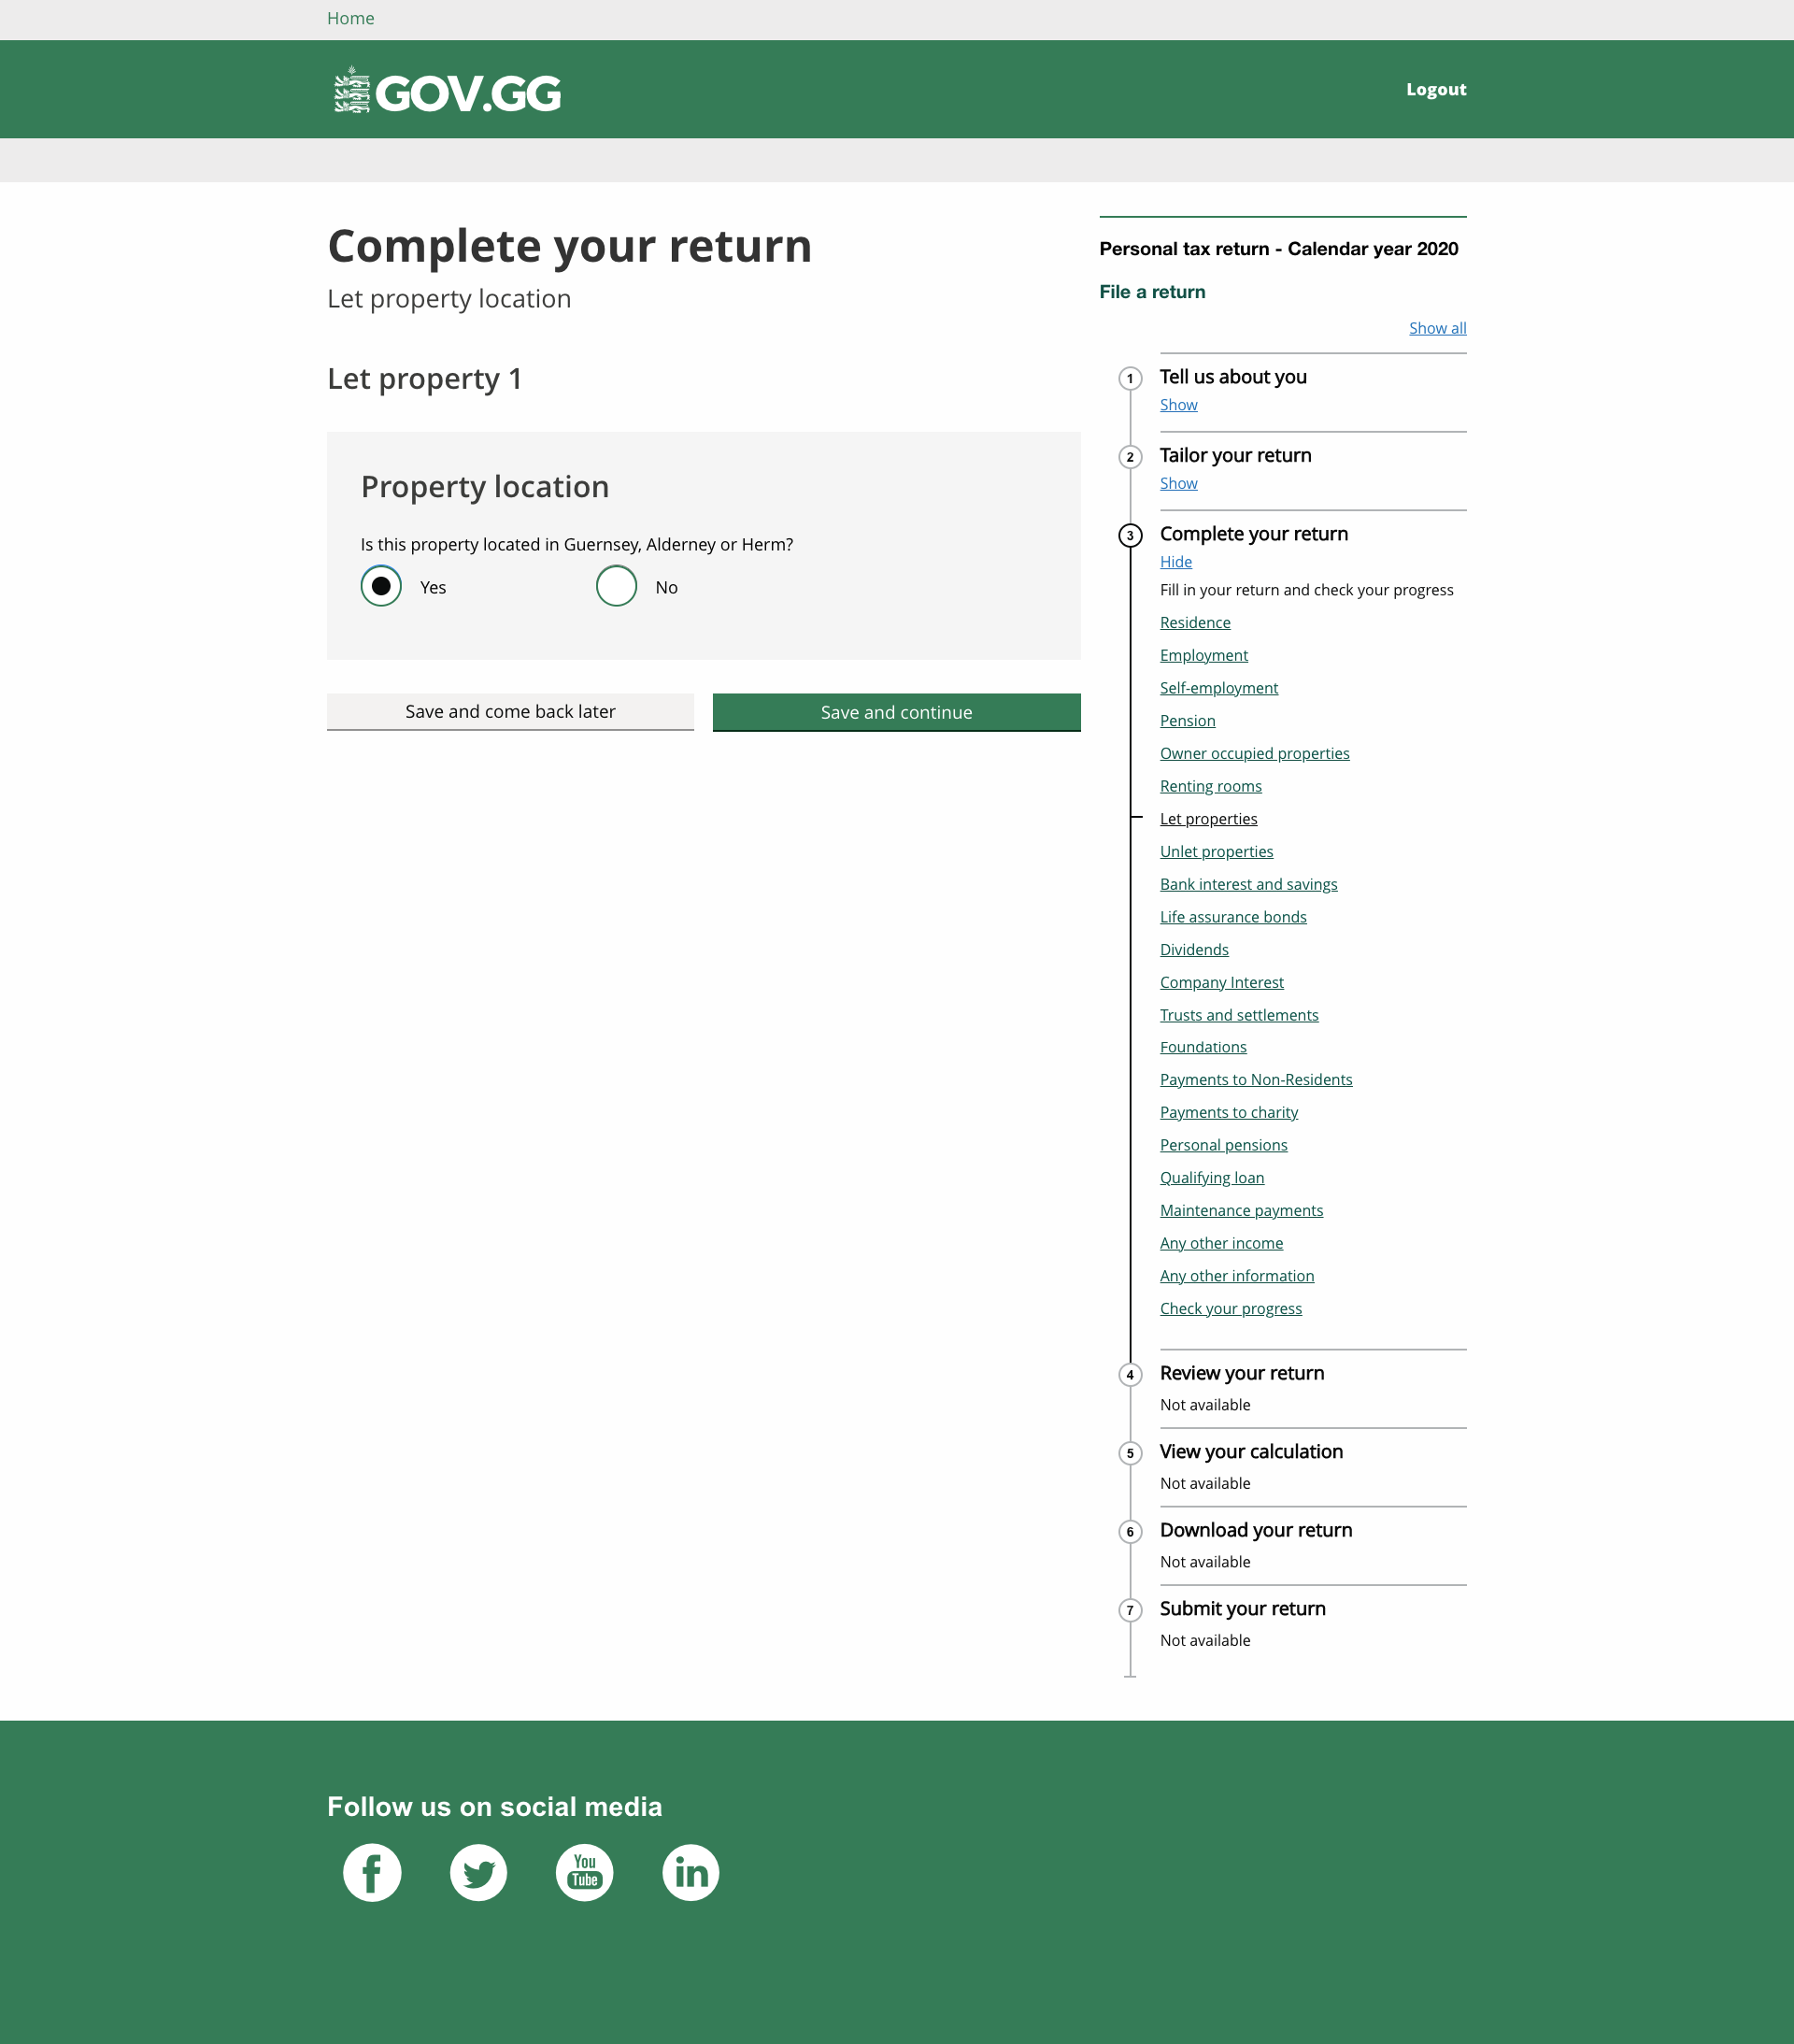 Home
GOV.GG
Logout
Complete your return
Let property location
Let property 1
Property location
Is this property located in Guernsey, Alderney or Herm?
Yes
No
Save and come back later
Save and continue
Personal tax return - Calendar year 2020
File a return
Show all
1
Tell us about you
Show
2
Tailor your return
Show
3
Complete your return
Hide
Fill in your return and check your progress
Residence
Employment
Self-employment
Pension
Owner occupied properties
Renting rooms
Let properties
Unlet properties
Bank interest and savings
Life assurance bonds
Dividends
Company Interest
Trusts and settlements
Foundations
Payments to Non-Residents
Payments to charity
Personal pensions
Qualifying loan
Maintenance payments
Any other income
Any other information
Check your progress
4
Review your return
Not available
5
View your calculation
Not available
6
Download your return
Not available
7
Submit your return
Not available
Follow us on social media
f
You
Tube
in